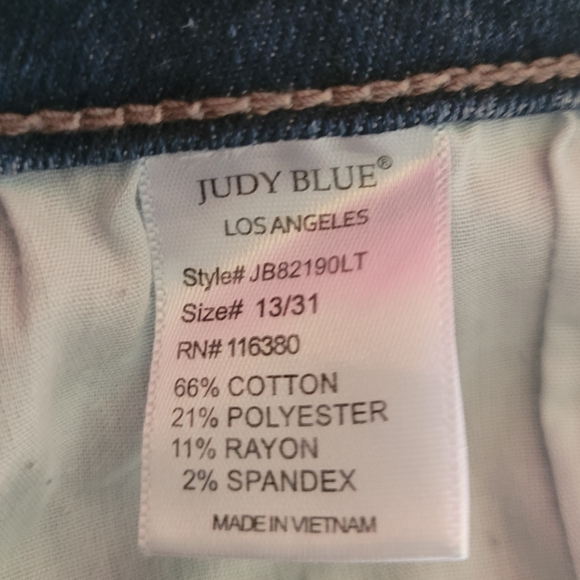 JUDY BLUE®
LOS ANGELES
Style# JB82190LT
Size# 13/31
RN# 116380
66% COTTON
21% POLYESTER
11% RAYON
2% SPANDEX
MADE IN VIETNAM